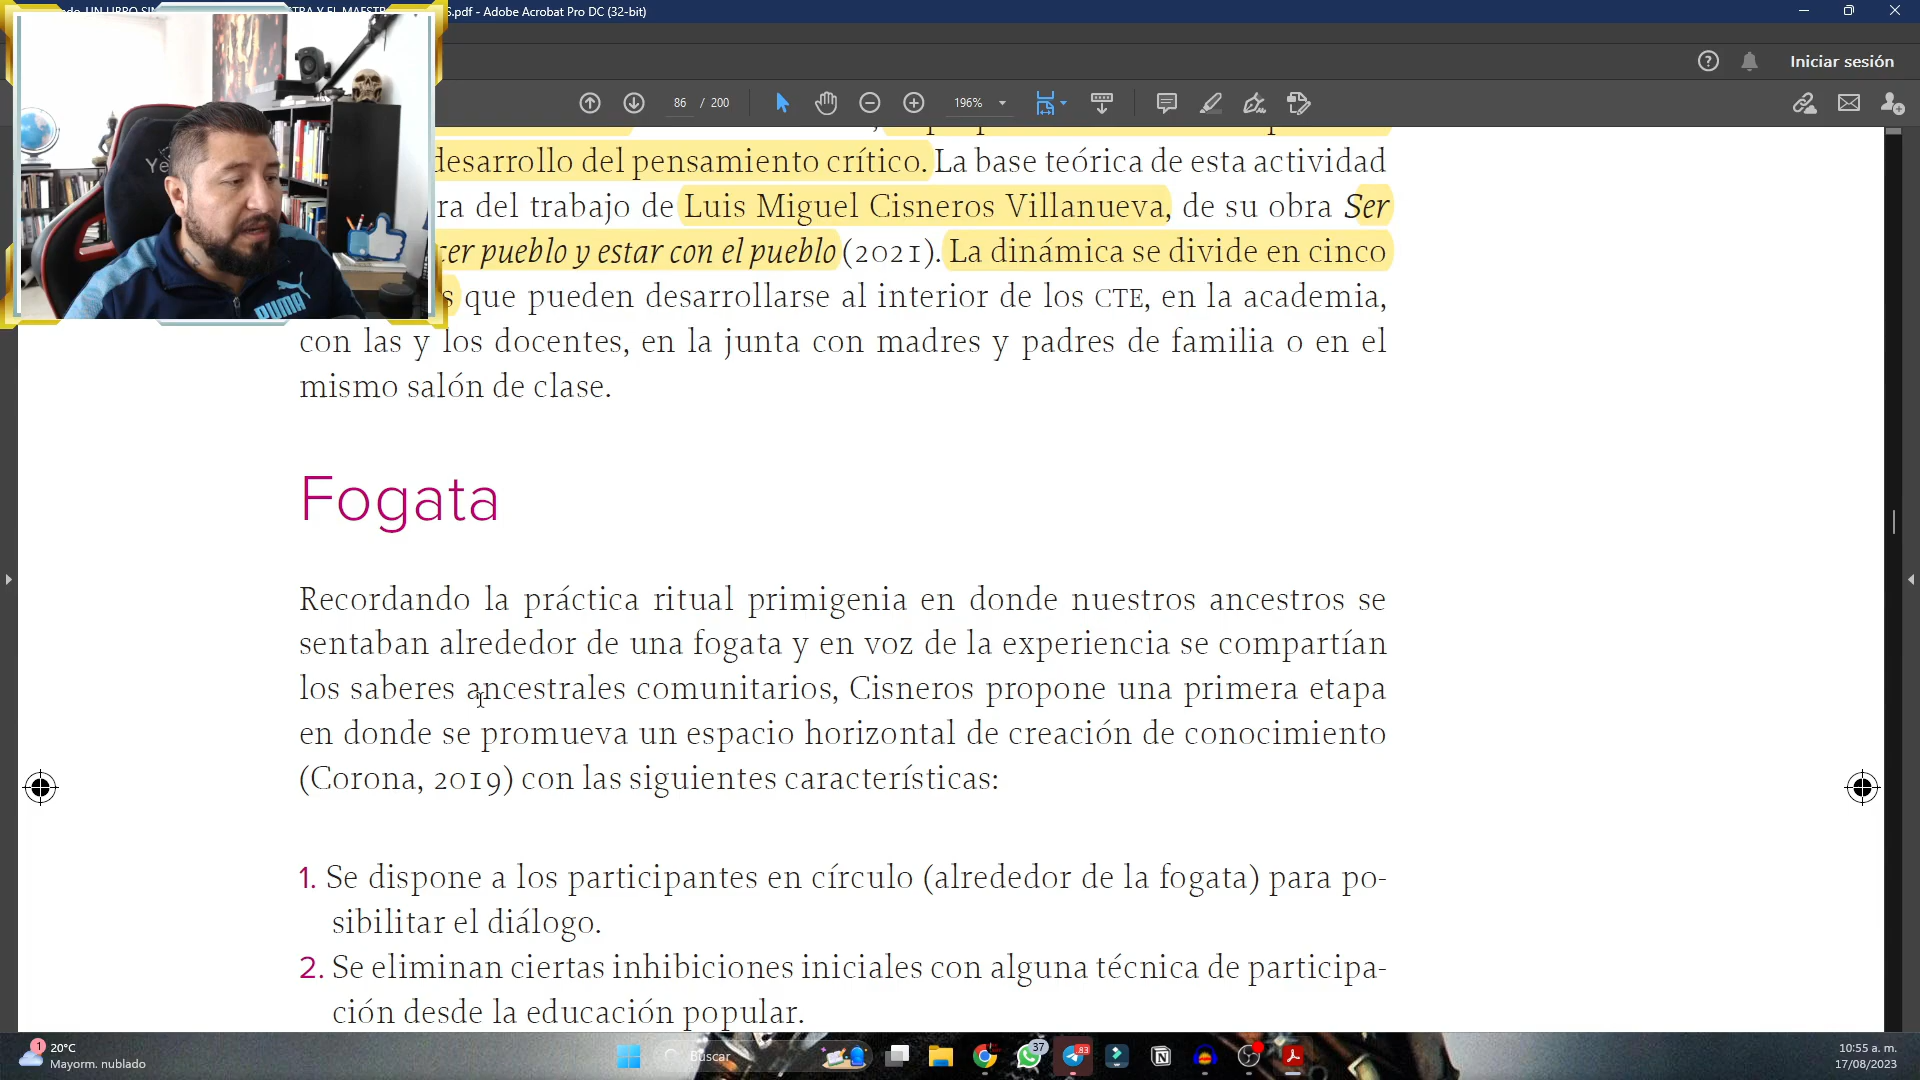 S.pdf - Adobe Acrobat Pro DC (32-bit)
Iniciar sesión
86 / 200
196%
desarrollo del pensamiento crítico. La base teórica de esta actividad
ra del trabajo de Luis Miguel Cisneros Villanueva, de su obra Ser
cer pueblo y estar con el pueblo (2021). La dinámica se divide en cinco
s que pueden desarrollarse al interior de los CTE, en la academia,
con las y los docentes, en la junta con madres y padres de familia o en el
mismo salón de clase.
Fogata
Recordando la práctica ritual primigenia en donde nuestros ancestros se
sentaban alrededor de una fogata y en voz de la experiencia se compartían
los saberes ancestrales comunitarios, Cisneros propone una primera etapa
en donde se promueva un espacio horizontal de creación de conocimiento
(Corona, 2019) con las siguientes características:
1. Se dispone a los participantes en círculo (alrededor de la fogata) para po-
sibilitar el diálogo.
2. Se eliminan ciertas inhibiciones iniciales con alguna técnica de participa-
ción desde la educación popular.
PUMA
1
20°C
Mayorm. nublado
Buscar
37
83
10:55 a. m.
17/08/2023